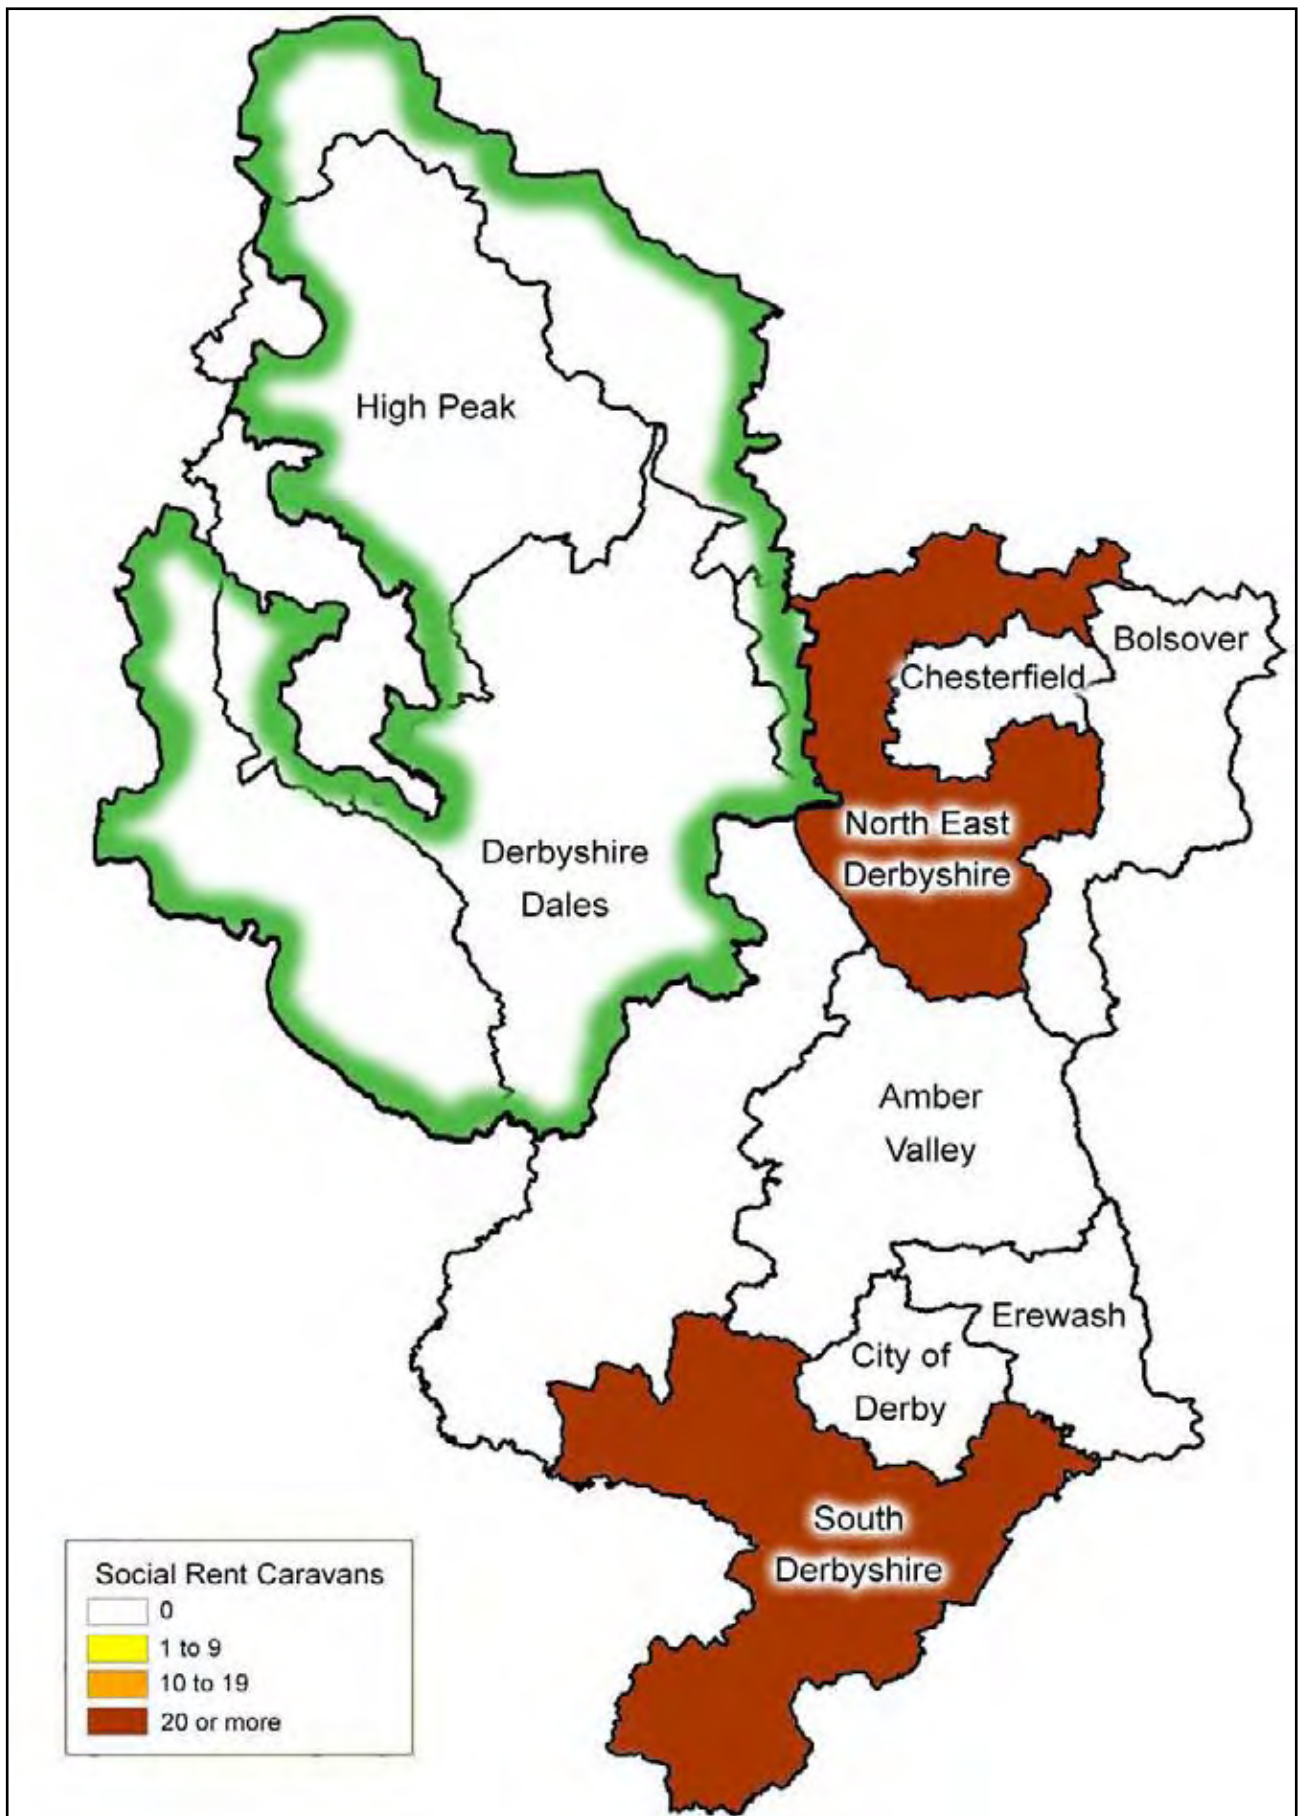 High Peak
Bolsover
Chesterfield
North East
Derbyshire
Derbyshire
Dales
Amber
Valley
Erewash
City of
Derby
South
Derbyshire
Social Rent Caravans
0
1 to 9
10 to 19
20 or more